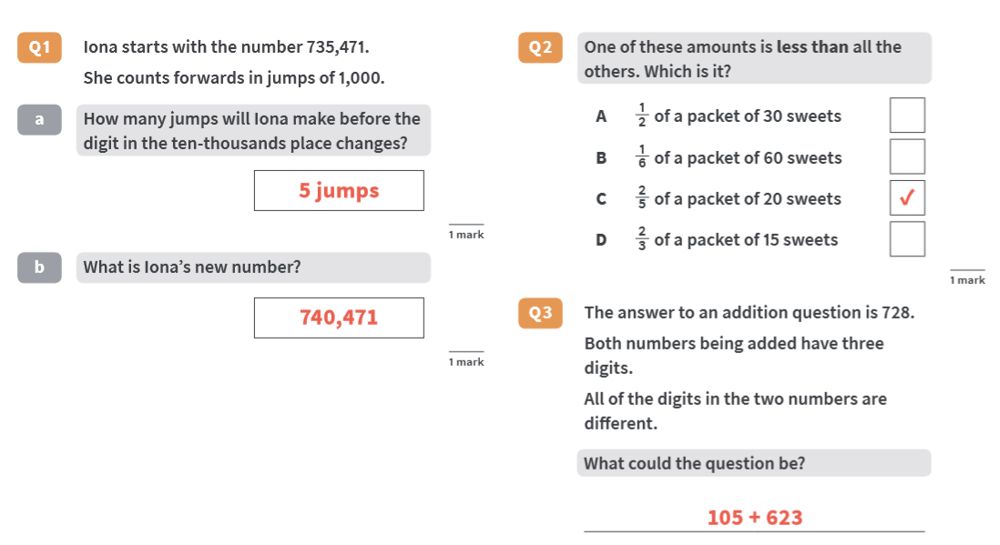 Q1 Iona starts with the number 735,471.
She counts forwards in jumps of 1,000.
a How many jumps will Iona make before the
digit in the ten-thousands place changes?
5 jumps
1 mark
b What is Iona’s new number?
740,471
1 mark
Q2 One of these amounts is less than all the
others. Which is it?
A 1/2 of a packet of 30 sweets
B 1/6 of a packet of 60 sweets
C 2/5 of a packet of 20 sweets ✓
D 2/3 of a packet of 15 sweets
1 mark
Q3 The answer to an addition question is 728.
Both numbers being added have three
digits.
All of the digits in the two numbers are
different.
What could the question be?
105 + 623